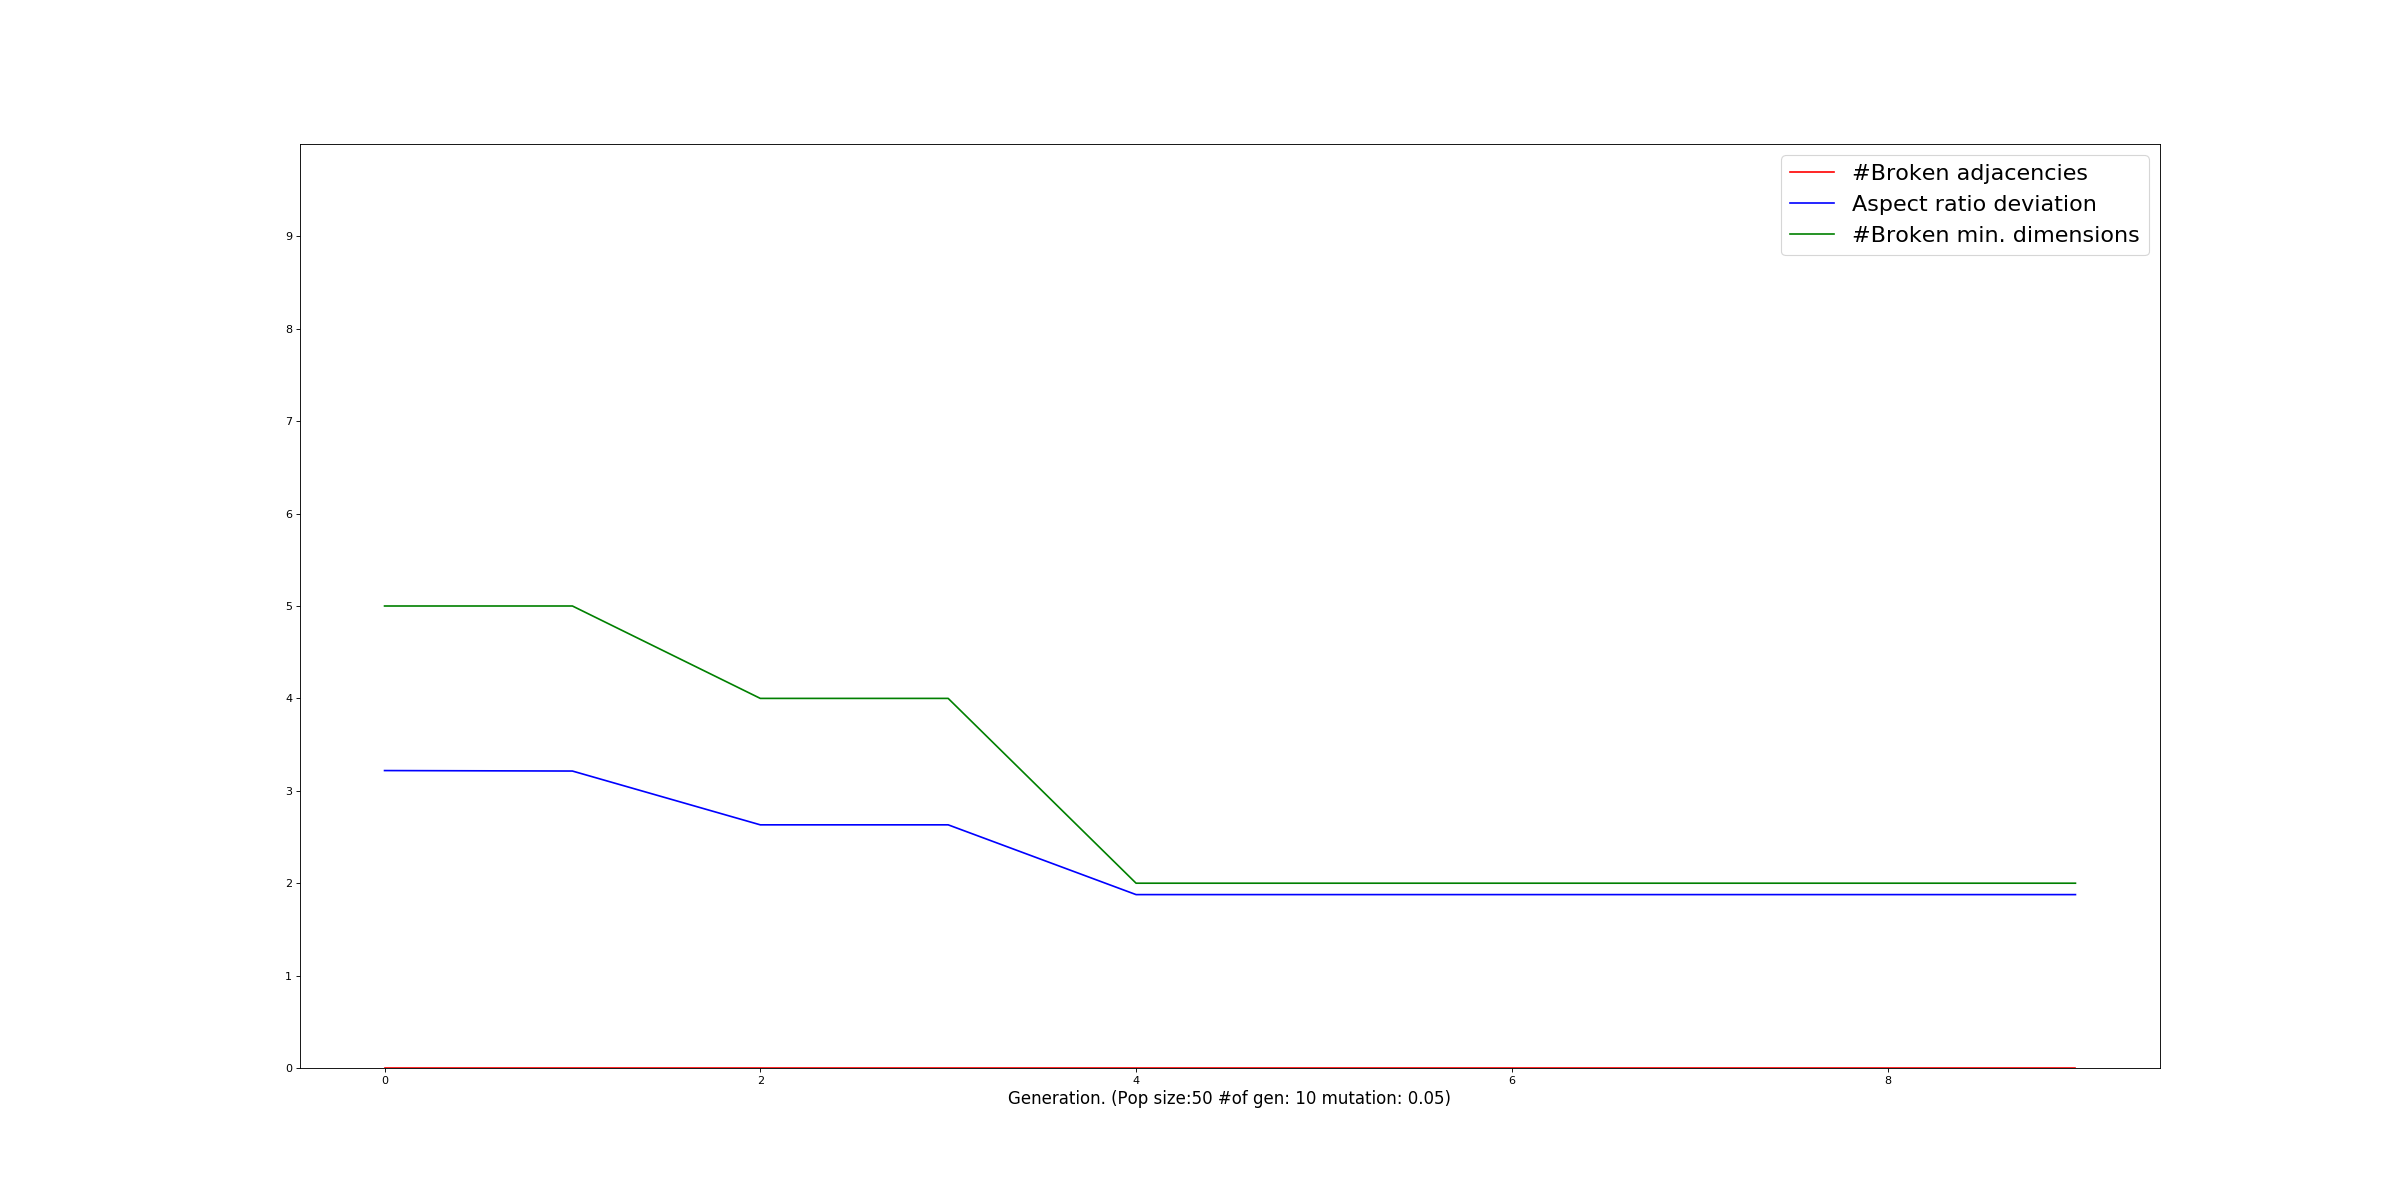 #Broken adjacencies
Aspect ratio deviation
#Broken min. dimensions
9
8
7
6
5
4
3
2
1
0
0 2 4 6 8
Generation. (Pop size:50 #of gen: 10 mutation: 0.05)